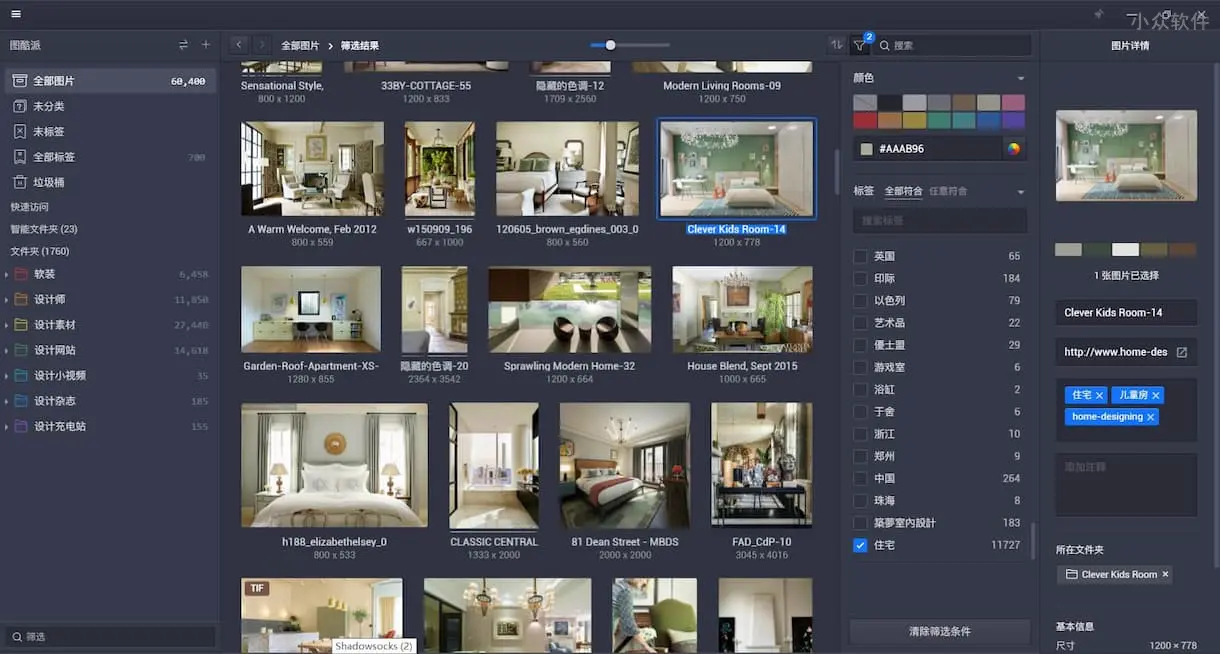 小众软件
图酷派
全部图片 60,400
未分类
未标签
全部标签 700
垃圾桶
快速访问
智能文件夹 (23)
文件夹 (1760)
软装 6,458
设计师 11,850
设计素材 27,440
设计网站 14,618
设计小视频 35
设计杂志 185
设计充电站 155
筛选
全部图片 筛选结果
2
搜索
Sensational Style,
800 x 1200
33BY-COTTAGE-55
1200 x 833
隐藏的色调-12
1709 x 2560
Modern Living Rooms-09
1200 x 750
A Warm Welcome, Feb 2012
800 x 559
w150909_196
667 x 1000
120605_brown_eqdines_003_0
800 x 560
Clever Kids Room-14
1200 x 778
Garden-Roof-Apartment-XS-
1280 x 855
隐藏的色调-20
2364 x 3542
Sprawling Modern Home-32
1200 x 664
House Blend, Sept 2015
1000 x 665
h188_elizabethelsey_0
800 x 533
CLASSIC CENTRAL
1333 x 2000
81 Dean Street - MBDS
2000 x 2000
FAD_CdP-10
3045 x 4016
TIF
Shadowsocks (2)
颜色
#AAAB96
标签 全部符合 任意符合
搜索标签
英国 65
印际 184
以色列 79
艺术品 22
優士盟 29
游戏室 6
浴缸 2
于舍 6
浙江 10
郑州 9
中国 264
珠海 8
築夢室內設計 183
住宅 11727
清除筛选条件
图片详情
1 张图片已选择
Clever Kids Room-14
http://www.home-des
住宅 ×
儿童房 ×
home-designing ×
添加注释
所在文件夹
Clever Kids Room ×
基本信息
尺寸 1200 × 778